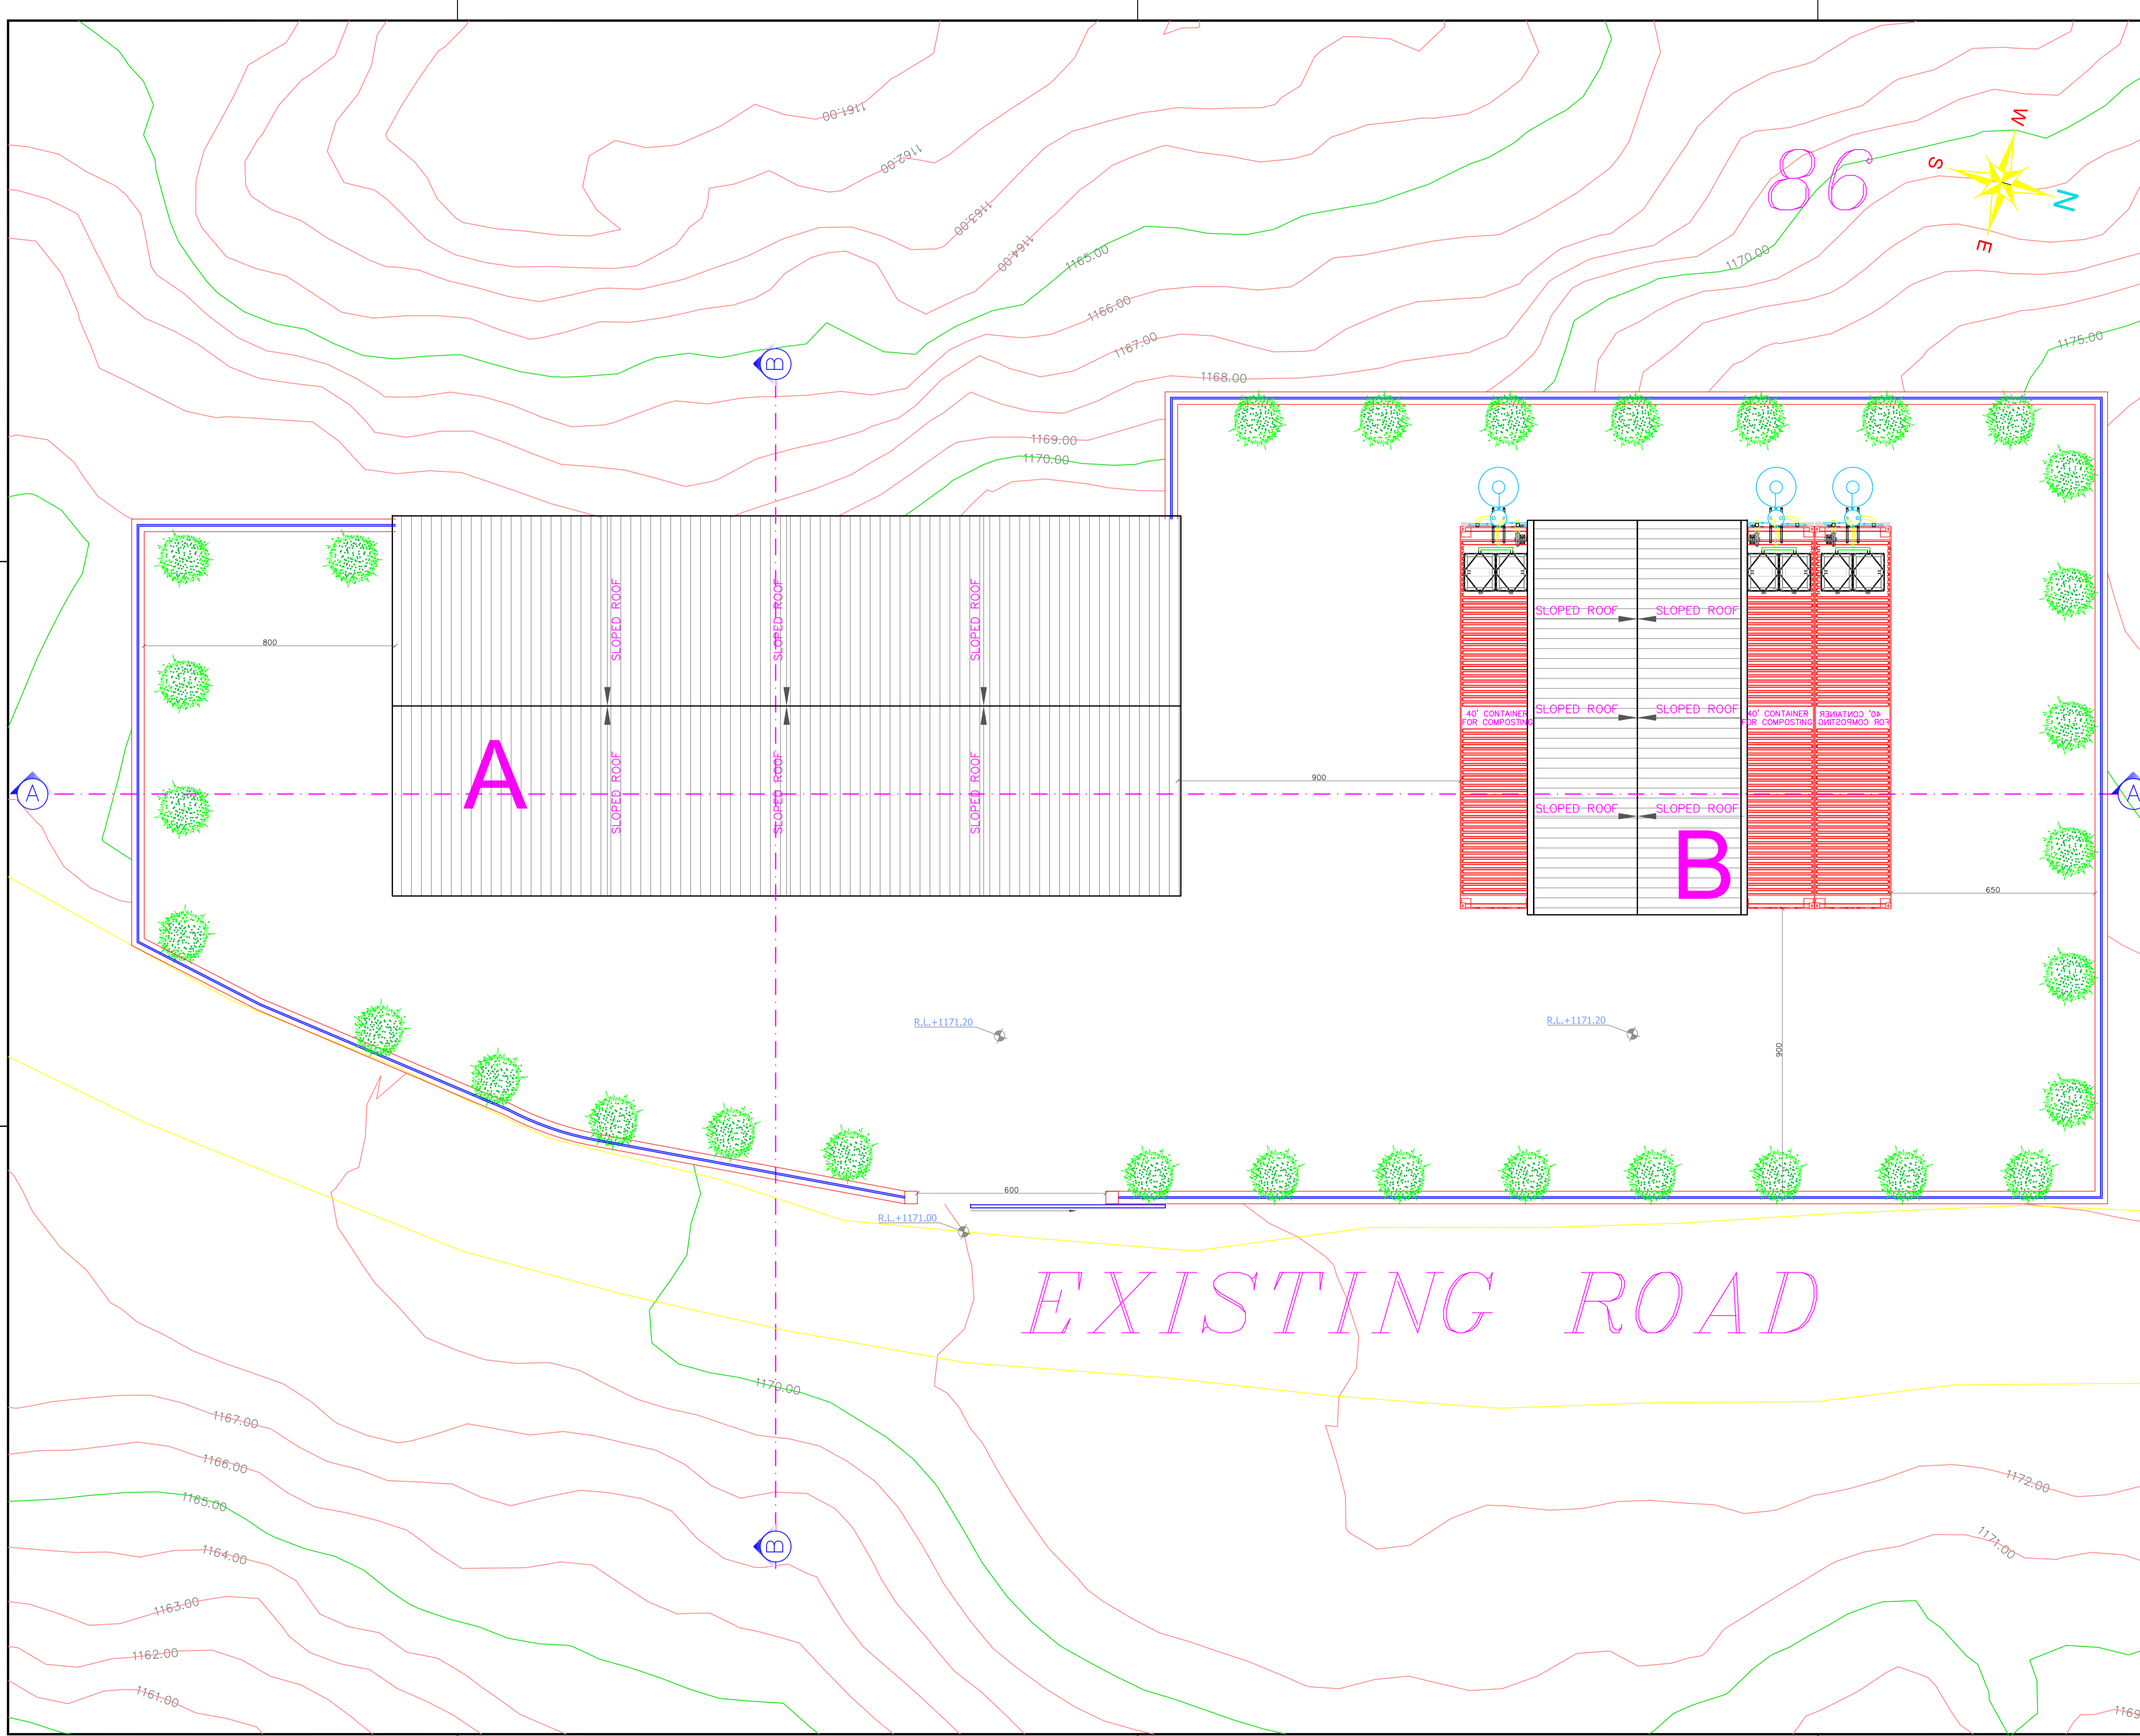 1161.00
W
1162.00
S
86
N
1163.00
E
1164.00
1165.00
1170.00
1166.00
1175.00
1167.00
B
1168.00
1169.00
1170.00
SLOPED ROOF
SLOPED ROOF
SLOPED ROOF
SLOPED ROOF
SLOPED ROOF
800
SLOPED ROOF
SLOPED ROOF
40' CONTAINER
FOR COMPOSTING
40' CONTAINER
FOR COMPOSTING
40' CONTAINER
FOR COMPOSTING
A
900
A
A
SLOPED ROOF
SLOPED ROOF
SLOPED ROOF
SLOPED ROOF
SLOPED ROOF
B
650
R.L.+1171.20
R.L.+1171.20
900
600
R.L.+1171.00
EXISTING ROAD
1170.00
1167.00
1166.00
1172.00
1165.00
1171.00
B
1164.00
1163.00
1162.00
1161.00